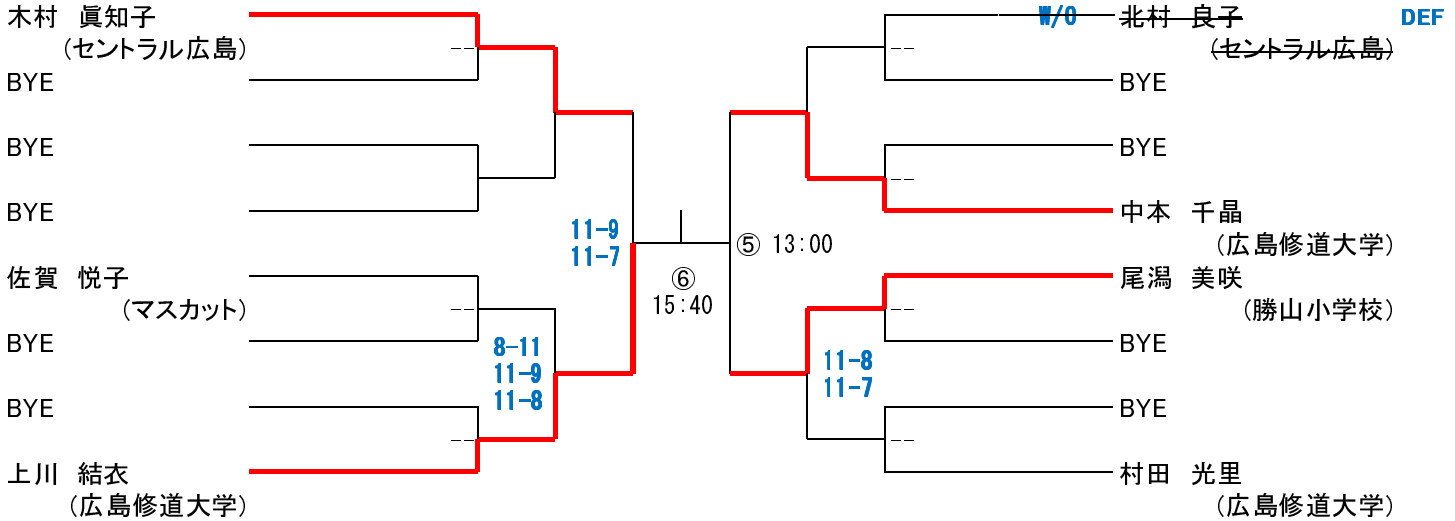 木村 眞知子
(セントラル広島)
BYE
BYE
BYE
佐賀 悦子
(マスカット)
BYE
BYE
上川 結衣
(広島修道大学)
8-11
11-9
11-8
11-9
11-7
⑥
15:40
⑤ 13:00
11-8
11-7
W/O
北村 良子 DEF
(セントラル広島)
BYE
BYE
中本 千晶
(広島修道大学)
尾潟 美咲
(勝山小学校)
BYE
BYE
村田 光里
(広島修道大学)